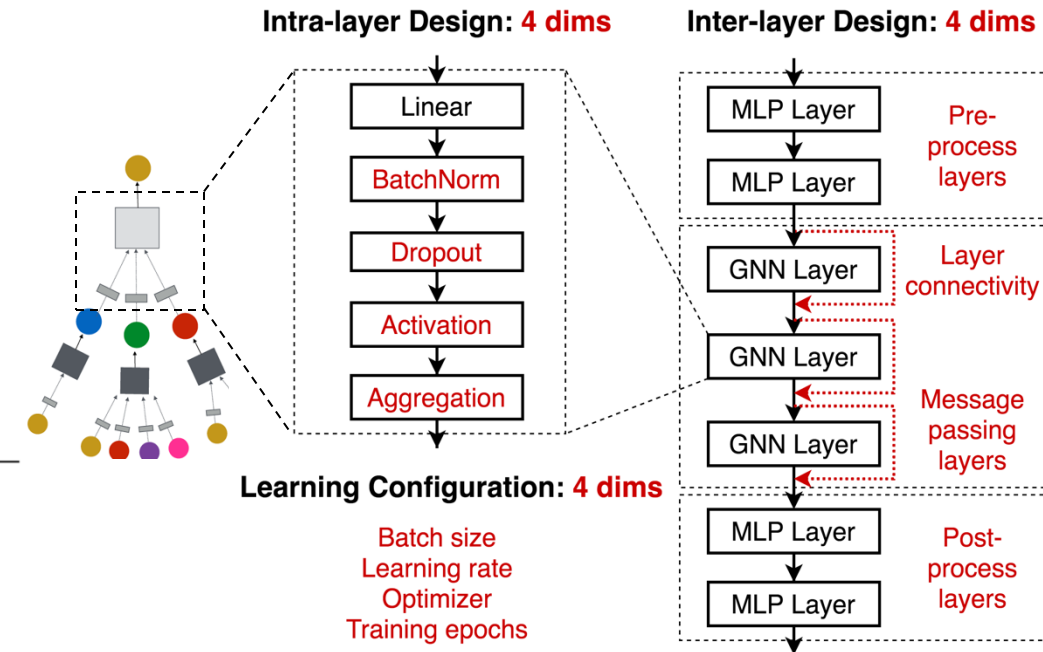 Intra-layer Design: 4 dims
Linear
BatchNorm
Dropout
Activation
Aggregation
Learning Configuration: 4 dims
Batch size
Learning rate
Optimizer
Training epochs
Inter-layer Design: 4 dims
MLP Layer
MLP Layer
Pre-
process
layers
GNN Layer
GNN Layer
GNN Layer
Layer
connectivity
Message
passing
layers
MLP Layer
MLP Layer
Post-
process
layers